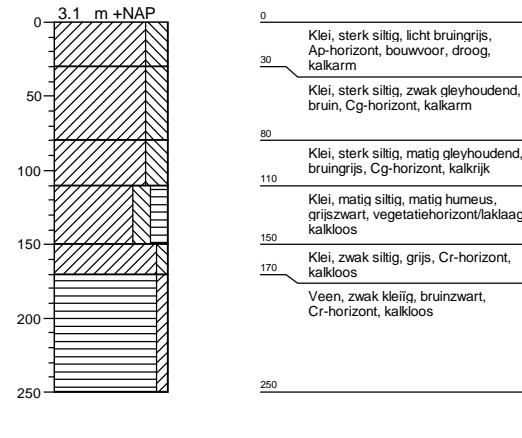 3.1 m +NAP
0
50
100
150
200
250
0
Klei, sterk siltig, licht bruingrijs,
Ap-horizont, bouwvoor, droog,
kalkarm
30
Klei, sterk siltig, zwak gleyhoudend,
bruin, Cg-horizont, kalkarm
80
Klei, sterk siltig, matig gleyhoudend,
bruingrijs, Cg-horizont, kalkrijk
110
Klei, matig siltig, matig humeus,
grijszwart, vegetatiehorizont/laklaag
kalkloos
150
Klei, zwak siltig, grijs, Cr-horizont,
kalkloos
170
Veen, zwak kleiïg, bruinzwart,
Cr-horizont, kalkloos
250